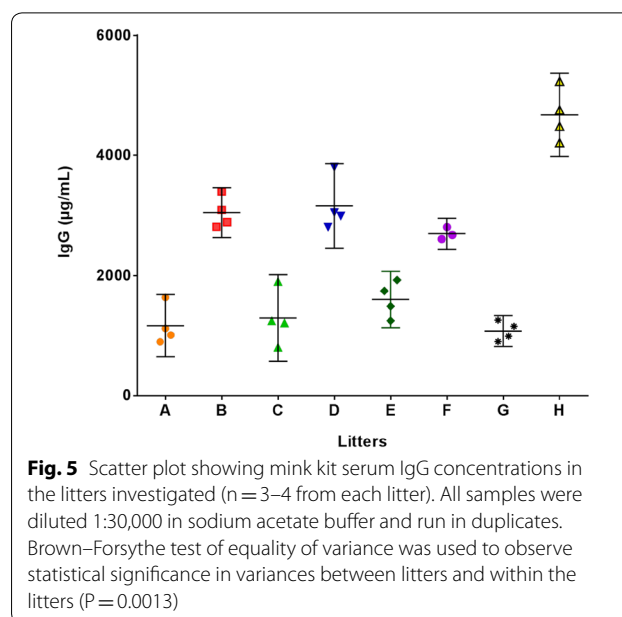 6000
4000
2000
0
IgG (µg/mL)
A B C D E F G H
Litters
Fig. 5 Scatter plot showing mink kit serum IgG concentrations in
the litters investigated (n = 3–4 from each litter). All samples were
diluted 1:30,000 in sodium acetate buffer and run in duplicates.
Brown–Forsythe test of equality of variance was used to observe
statistical significance in variances between litters and within the
litters (P = 0.0013)